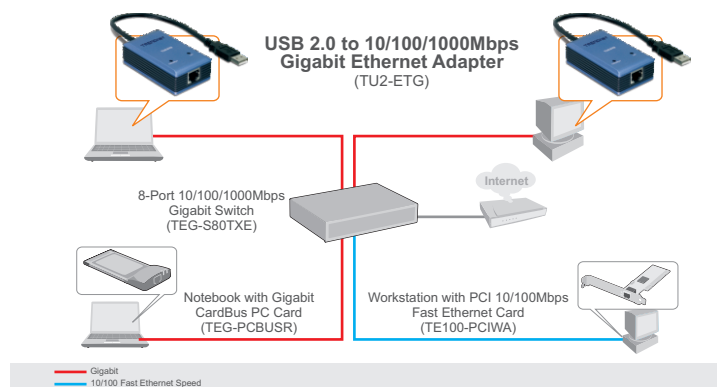 USB 2.0 to 10/100/1000Mbps
Gigabit Ethernet Adapter
(TU2-ETG)
Internet
8-Port 10/100/1000Mbps
Gigabit Switch
(TEG-S80TXE)
Notebook with Gigabit
CardBus PC Card
(TEG-PCBUSR)
Workstation with PCI 10/100Mbps
Fast Ethernet Card
(TE100-PCIWA)
Gigabit
10/100 Fast Ethernet Speed